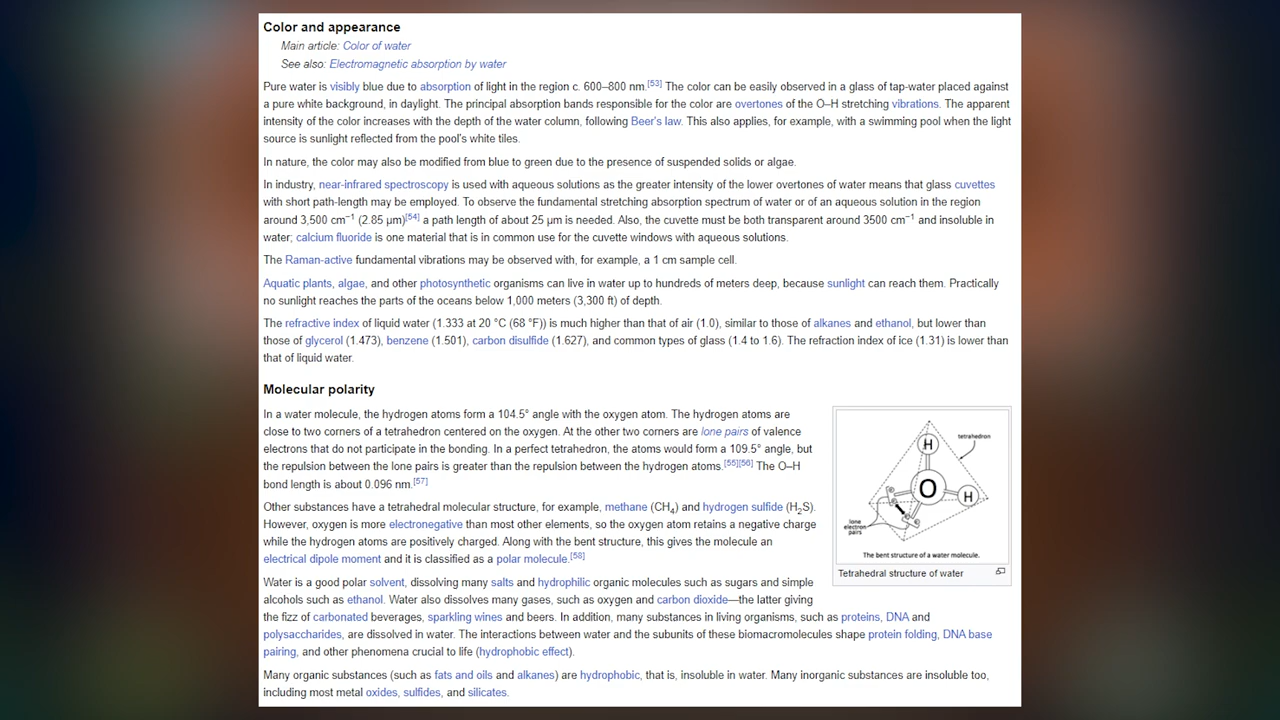 Color and appearance
Main article: Color of water
See also: Electromagnetic absorption by water
Pure water is visibly blue due to absorption of light in the region c. 600–800 nm.[53] The color can be easily observed in a glass of tap-water placed against
a pure white background, in daylight. The principal absorption bands responsible for the color are overtones of the O–H stretching vibrations. The apparent
intensity of the color increases with the depth of the water column, following Beer's law. This also applies, for example, with a swimming pool when the light
source is sunlight reflected from the pool's white tiles.
In nature, the color may also be modified from blue to green due to the presence of suspended solids or algae.
In industry, near-infrared spectroscopy is used with aqueous solutions as the greater intensity of the lower overtones of water means that glass cuvettes
with short path-length may be employed. To observe the fundamental stretching absorption spectrum of water or of an aqueous solution in the region
around 3,500 cm−1 (2.85 μm)[54] a path length of about 25 μm is needed. Also, the cuvette must be both transparent around 3500 cm−1 and insoluble in
water; calcium fluoride is one material that is in common use for the cuvette windows with aqueous solutions.
The Raman-active fundamental vibrations may be observed with, for example, a 1 cm sample cell.
Aquatic plants, algae, and other photosynthetic organisms can live in water up to hundreds of meters deep, because sunlight can reach them. Practically
no sunlight reaches the parts of the oceans below 1,000 meters (3,300 ft) of depth.
The refractive index of liquid water (1.333 at 20 °C (68 °F)) is much higher than that of air (1.0), similar to those of alkanes and ethanol, but lower than
those of glycerol (1.473), benzene (1.501), carbon disulfide (1.627), and common types of glass (1.4 to 1.6). The refraction index of ice (1.31) is lower than
that of liquid water.
Molecular polarity
In a water molecule, the hydrogen atoms form a 104.5° angle with the oxygen atom. The hydrogen atoms are
close to two corners of a tetrahedron centered on the oxygen. At the other two corners are lone pairs of valence
electrons that do not participate in the bonding. In a perfect tetrahedron, the atoms would form a 109.5° angle, but
the repulsion between the lone pairs is greater than the repulsion between the hydrogen atoms.[55][56] The O–H
bond length is about 0.096 nm.[57]
Other substances have a tetrahedral molecular structure, for example, methane (CH4) and hydrogen sulfide (H2S).
However, oxygen is more electronegative than most other elements, so the oxygen atom retains a negative charge
while the hydrogen atoms are positively charged. Along with the bent structure, this gives the molecule an
electrical dipole moment and it is classified as a polar molecule.[58]
Water is a good polar solvent, dissolving many salts and hydrophilic organic molecules such as sugars and simple
alcohols such as ethanol. Water also dissolves many gases, such as oxygen and carbon dioxide—the latter giving
the fizz of carbonated beverages, sparkling wines and beers. In addition, many substances in living organisms, such as proteins, DNA and
polysaccharides, are dissolved in water. The interactions between water and the subunits of these biomacromolecules shape protein folding, DNA base
pairing, and other phenomena crucial to life (hydrophobic effect).
Many organic substances (such as fats and oils and alkanes) are hydrophobic, that is, insoluble in water. Many inorganic substances are insoluble too,
including most metal oxides, sulfides, and silicates.
H
tetrahedron
O
H
lone
electron
pairs
The bent structure of a water molecule.
Tetrahedral structure of water